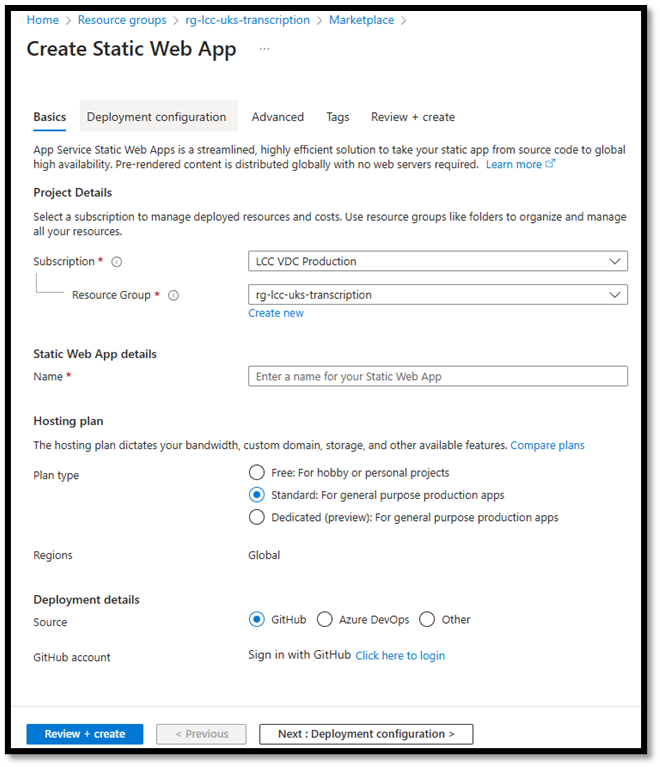 Home > Resource groups > rg-lcc-uks-transcription > Marketplace >
Create Static Web App ...
Basics Deployment configuration Advanced Tags Review + create
App Service Static Web Apps is a streamlined, highly efficient solution to take your static app from source code to global
high availability. Pre-rendered content is distributed globally with no web servers required. Learn more
Project Details
Select a subscription to manage deployed resources and costs. Use resource groups like folders to organize and manage
all your resources.
Subscription * LCC VDC Production
Resource Group * rg-lcc-uks-transcription
Create new
Static Web App details
Name * Enter a name for your Static Web App
Hosting plan
The hosting plan dictates your bandwidth, custom domain, storage, and other available features. Compare plans
Plan type Free: For hobby or personal projects
Standard: For general purpose production apps
Dedicated (preview): For general purpose production apps
Regions Global
Deployment details
Source GitHub Azure DevOps Other
GitHub account Sign in with GitHub Click here to login
Review + create < Previous Next : Deployment configuration >